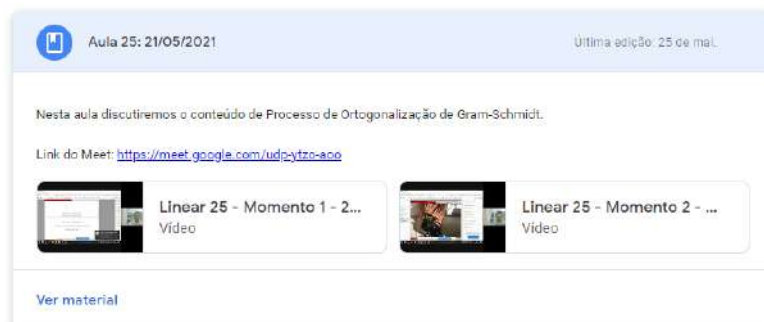 Aula 25: 21/05/2021
Última edição: 25 de mai.
Nesta aula discutiremos o conteúdo de Processo de Ortogonalização de Gram-Schmidt.
Link do Meet: https://meet.google.com/udp-ytzo-aoo
Linear 25 - Momento 1 - 2...
Vídeo
Linear 25 - Momento 2 - ...
Vídeo
Ver material